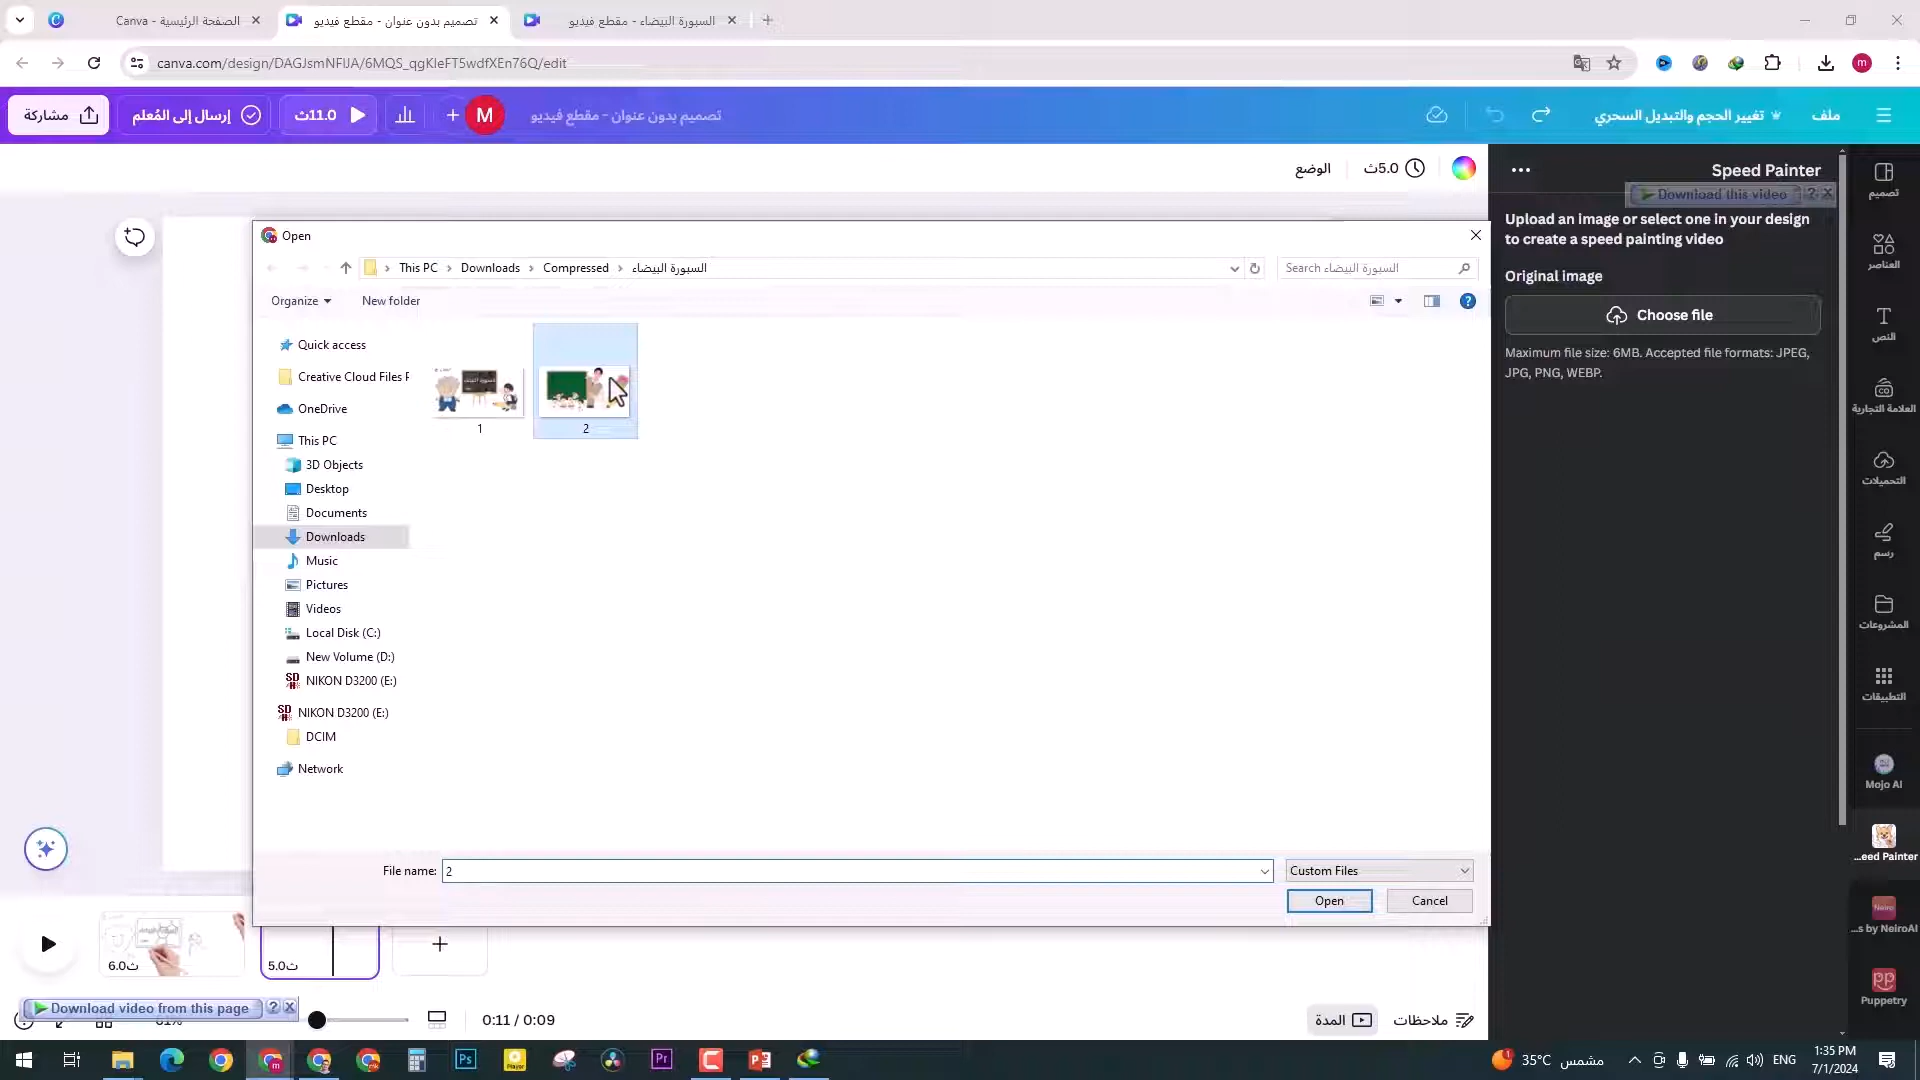 الصفحة الرئيسية - Canva
تصميم بدون عنوان - مقطع فيديو
السبورة البيضاء - مقطع فيديو
canva.com/design/DAGJsmNFIJA/6MQS_qgKleFT5wdfXEn76Q/edit
m
ملف
تغيير الحجم والتبديل السحري
تصميم بدون عنوان - مقطع فيديو
M
11.0ث
إرسال إلى المُعلم
مشاركة
5.0ث
الوضع
Speed Painter
Download this video
Upload an image or select one in your design
to create a speed painting video
Original image
Choose file
Maximum file size: 6MB. Accepted file formats: JPEG,
JPG, PNG, WEBP.
تصميم
العناصر
النص
العلامة التجارية
التحميلات
رسم
المشروعات
التطبيقات
Mojo AI
...eed Painter
...s by NeiroAI
Puppetry
Open
This PC
Downloads
Compressed
السبورة البيضاء
Search السبورة البيضاء
Organize
New folder
Quick access
Creative Cloud Files F
OneDrive
This PC
3D Objects
Desktop
Documents
Downloads
Music
Pictures
Videos
Local Disk (C:)
New Volume (D:)
NIKON D3200 (E:)
NIKON D3200 (E:)
DCIM
Network
1
2
File name:
2
Custom Files
Open
Cancel
6.0ث
5.0ث
Download video from this page
61%
0:11 / 0:09
المدة
ملاحظات
35°C مشمس
ENG
1:35 PM
7/1/2024